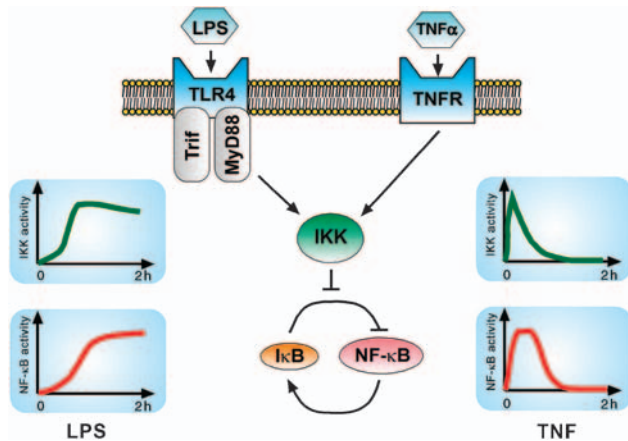 LPS
TNFα
TLR4
TNFR
Trif
MyD88
IKK activity
0
2h
IKK
IKK activity
0
2h
NF-κB activity
0
2h
IκB
NF-κB
NF-κB activity
0
2h
LPS
TNF